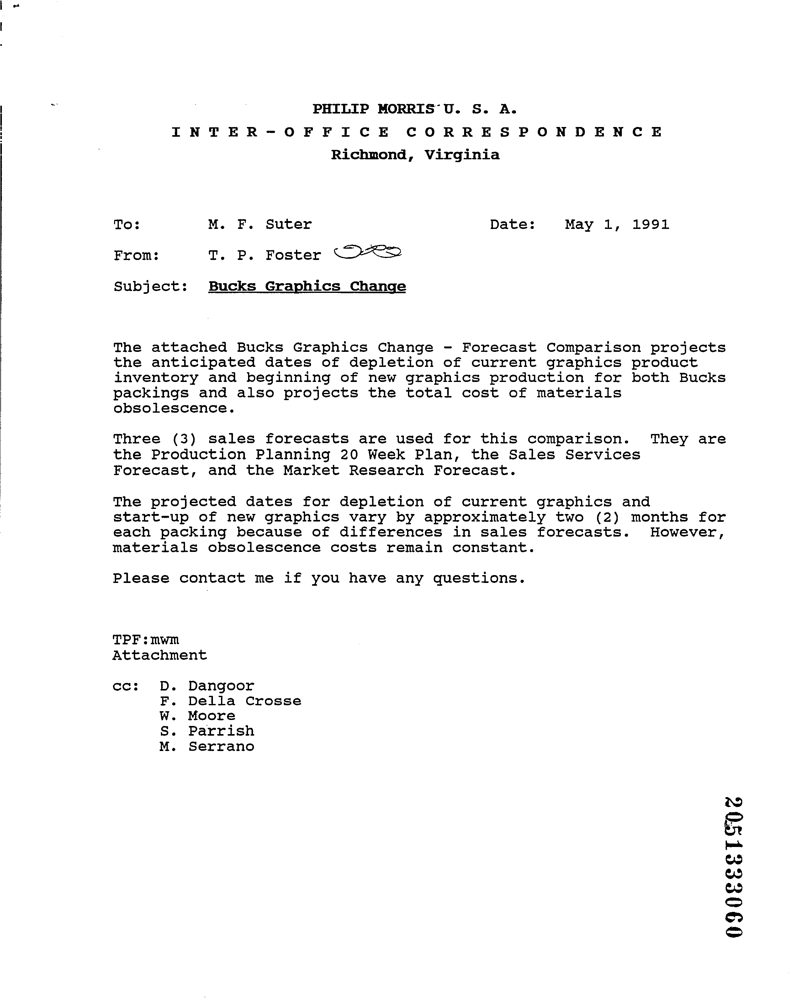 PHILIP MORRIS U. S. A.
INTER-OFFICE CORRESPONDENCE
Richmond, Virginia
To: M. F. Suter Date: May 1, 1991
From: T. P. Foster
Subject: Bucks Graphics Change
The attached Bucks Graphics Change - Forecast Comparison projects
the anticipated dates of depletion of current graphics product
inventory and beginning of new graphics production for both Bucks
packings and also projects the total cost of materials
obsolescence.
Three (3) sales forecasts are used for this comparison. They are
the Production Planning 20 Week Plan, the Sales Services
Forecast, and the Market Research Forecast.
The projected dates for depletion of current graphics and
start-up of new graphics vary by approximately two (2) months for
each packing because of differences in sales forecasts. However,
materials obsolescence costs remain constant.
Please contact me if you have any questions.
TPF:mwm
Attachment
cc: D. Dangoor
F. Della Crosse
W. Moore
S. Parrish
M. Serrano
2051333060